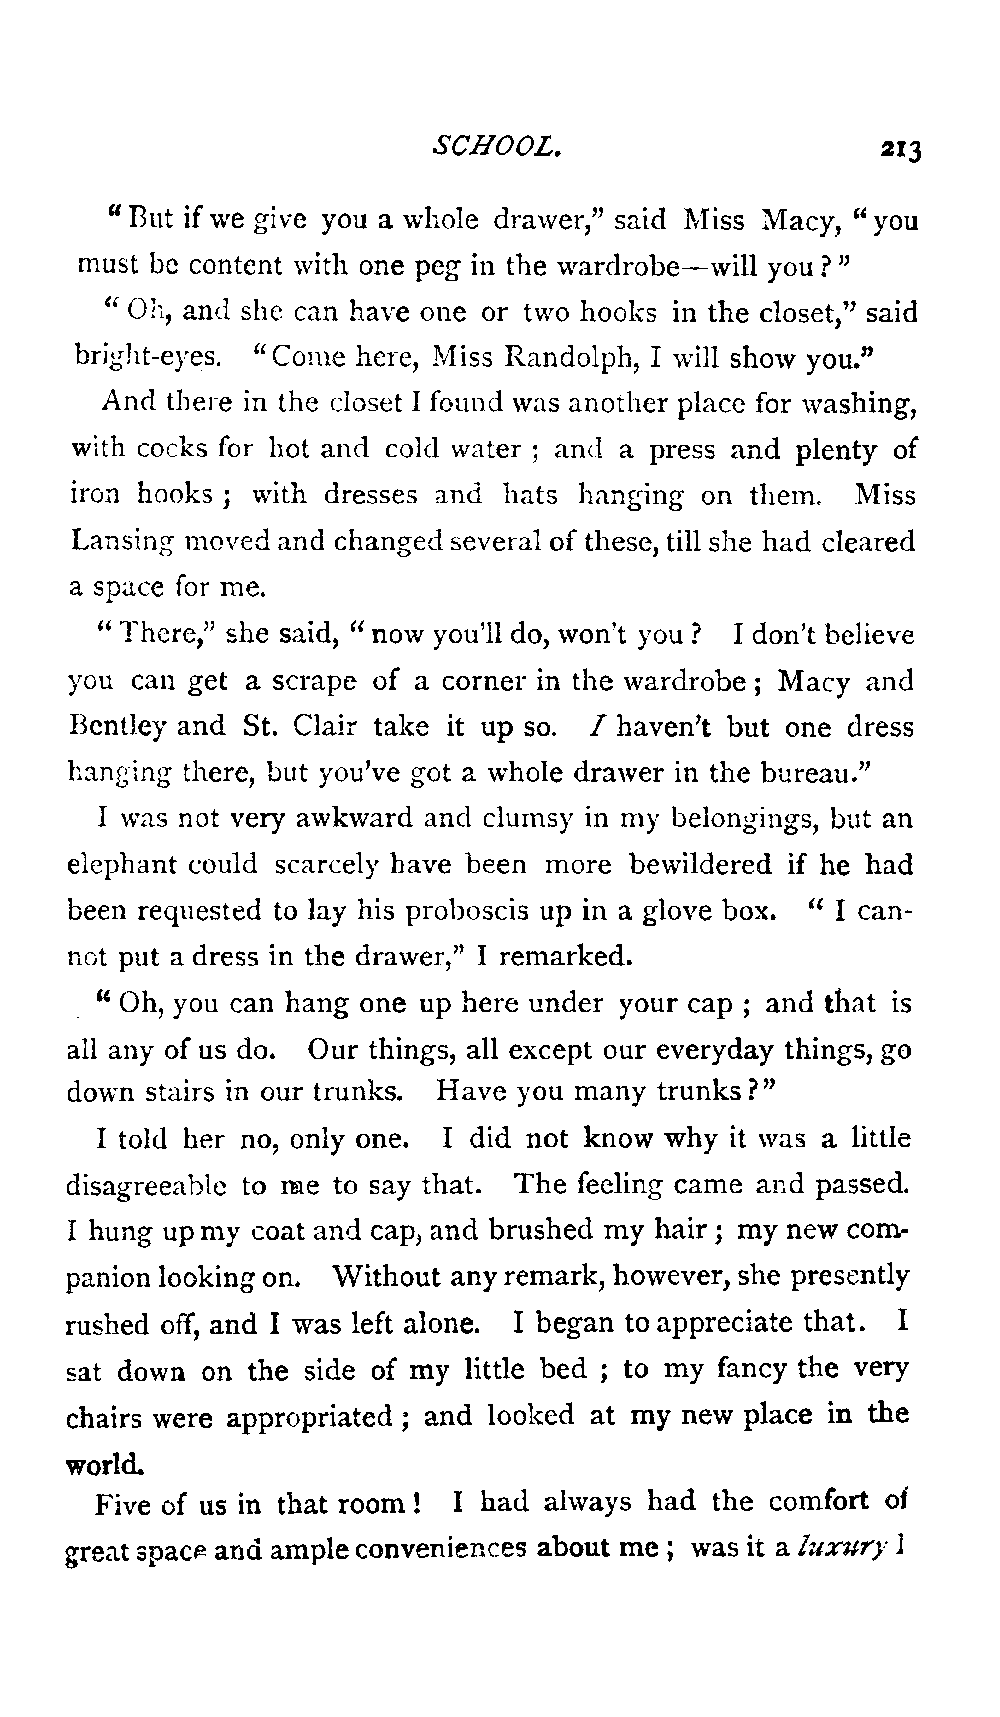 SCHOOL. 213
“But if we give you a whole drawer,” said Miss Macy, “you
must be content with one peg in the wardrobe—will you?”
“Oh, and she can have one or two hooks in the closet,” said
bright-eyes. “Come here, Miss Randolph, I will show you.”
And there in the closet I found was another place for washing,
with cocks for hot and cold water; and a press and plenty of
iron hooks; with dresses and hats hanging on them. Miss
Lansing moved and changed several of these, till she had cleared
a space for me.
“There,” she said, “now you'll do, won't you? I don't believe
you can get a scrape of a corner in the wardrobe; Macy and
Bentley and St. Clair take it up so. I haven't but one dress
hanging there, but you've got a whole drawer in the bureau.”
I was not very awkward and clumsy in my belongings, but an
elephant could scarcely have been more bewildered if he had
been requested to lay his proboscis up in a glove box. “I can-
not put a dress in the drawer,” I remarked.
“Oh, you can hang one up here under your cap; and that is
all any of us do. Our things, all except our everyday things, go
down stairs in our trunks. Have you many trunks?”
I told her no, only one. I did not know why it was a little
disagreeable to me to say that. The feeling came and passed.
I hung up my coat and cap, and brushed my hair; my new com-
panion looking on. Without any remark, however, she presently
rushed off, and I was left alone. I began to appreciate that. I
sat down on the side of my little bed; to my fancy the very
chairs were appropriated; and looked at my new place in the
world.
Five of us in that room! I had always had the comfort of
great space and ample conveniences about me; was it a luxury I